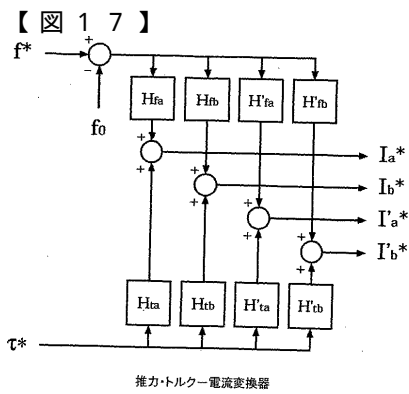 【図17】
f*
+
−
f0
Hfa Hfb H'fa H'fb
+
+
Ia*
+
+
Ib*
+
+
I'a*
+
+
I'b*
Hta Htb H'ta H'tb
τ*
推力・トルクー電流変換器